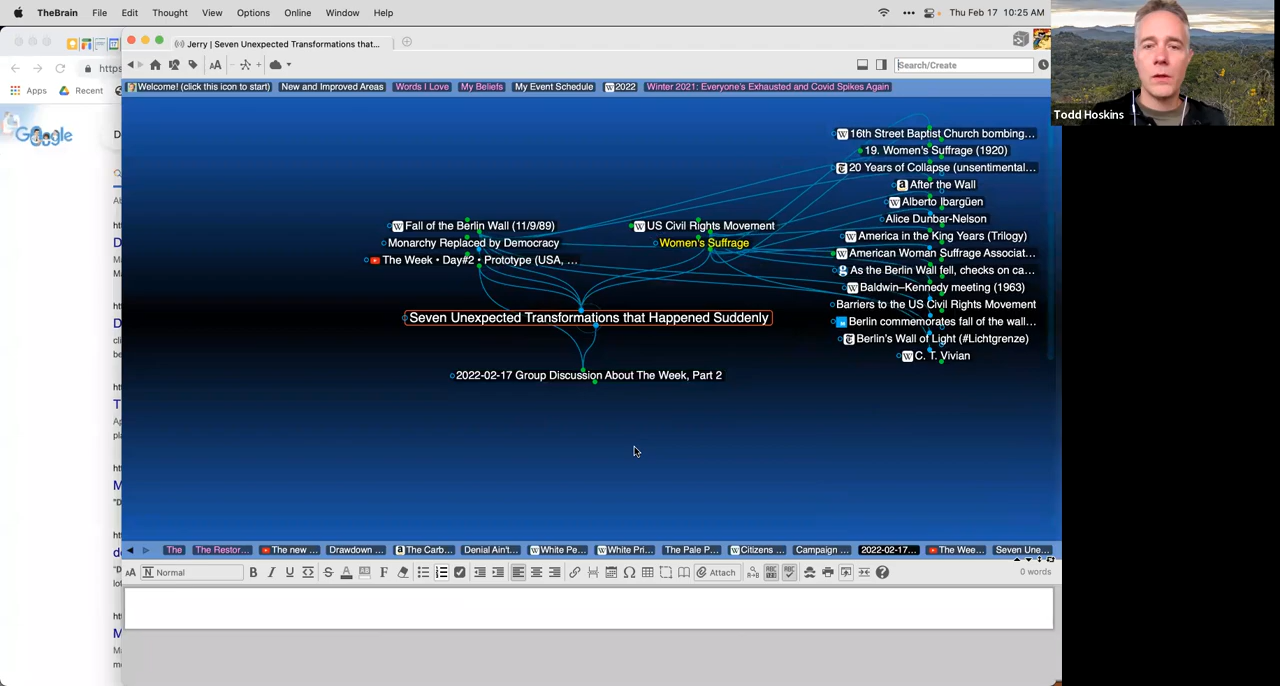 TheBrain File Edit Thought View Options Online Window Help
Thu Feb 17 10:25 AM
Jerry | Seven Unexpected Transformations that...
https
Search/Create
Apps Recent
Welcome! (click this icon to start) New and Improved Areas Words I Love My Beliefs My Event Schedule 2022 Winter 2021: Everyone's Exhausted and Covid Spikes Again
Todd Hoskins
Google
16th Street Baptist Church bombing...
19. Women's Suffrage (1920)
20 Years of Collapse (unsentimental...
After the Wall
Alberto Ibargüen
Alice Dunbar-Nelson
America in the King Years (Trilogy)
American Woman Suffrage Associat...
As the Berlin Wall fell, checks on ca...
Baldwin–Kennedy meeting (1963)
Barriers to the US Civil Rights Movement
Berlin commemorates fall of the wall...
Berlin's Wall of Light (#Lichtgrenze)
C. T. Vivian
Fall of the Berlin Wall (11/9/89)
Monarchy Replaced by Democracy
The Week • Day#2 • Prototype (USA, ...
US Civil Rights Movement
Women's Suffrage
Seven Unexpected Transformations that Happened Suddenly
2022-02-17 Group Discussion About The Week, Part 2
The The Restor... The new ... Drawdown ... The Carb... Denial Ain't... White Pe... White Pri... The Pale P... Citizens ... Campaign ... 2022-02-17... The Wee... Seven Une...
Normal
Attach
0 words